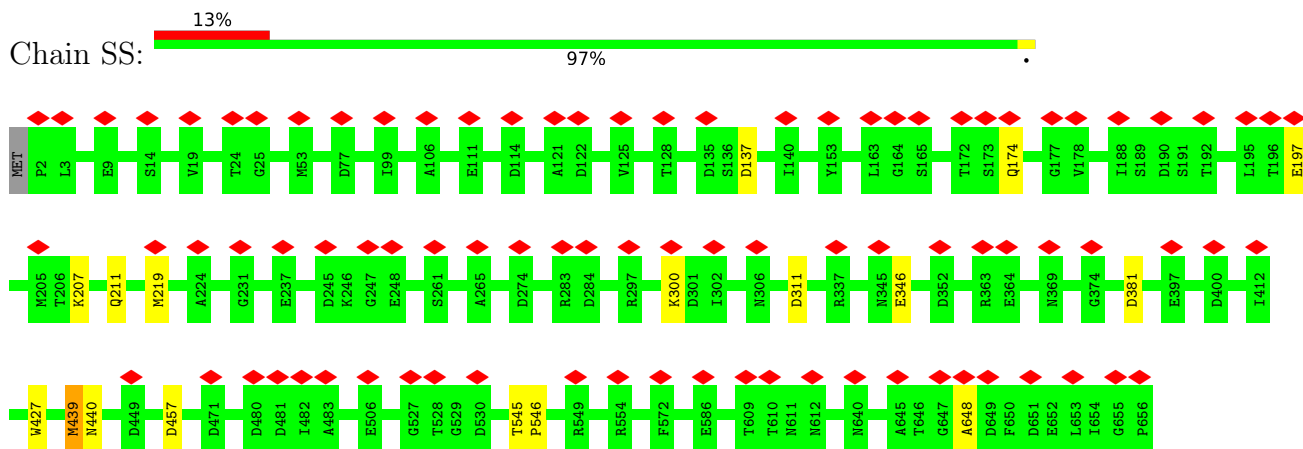 13%
Chain SS:
97%
.
MET P2 L3 E9 S14 V19 T24 G25 M53 D77 I99 A106 E111 D114 A121 D122 V125 T128 D135 S136 D137 I140 Y153 L163 G164 S165 T172 S173 Q174 G177 V178 I188 S189 D190 S191 T192 L195 T196 E197
M205 T206 K207 Q211 M219 A224 G231 E237 D245 K246 G247 E248 S261 A265 D274 R283 D284 R297 K300 D301 I302 N306 D311 R337 N345 E346 D352 R363 E364 N369 G374 D381 E397 D400 I412
W427 M439 N440 D449 D457 D471 D480 D481 I482 A483 E506 G527 T528 G529 D530 T545 P546 R549 R554 F572 E586 T609 T610 N611 N612 N640 A645 T646 G647 A648 D649 F650 D651 E652 L653 I654 G655 P656